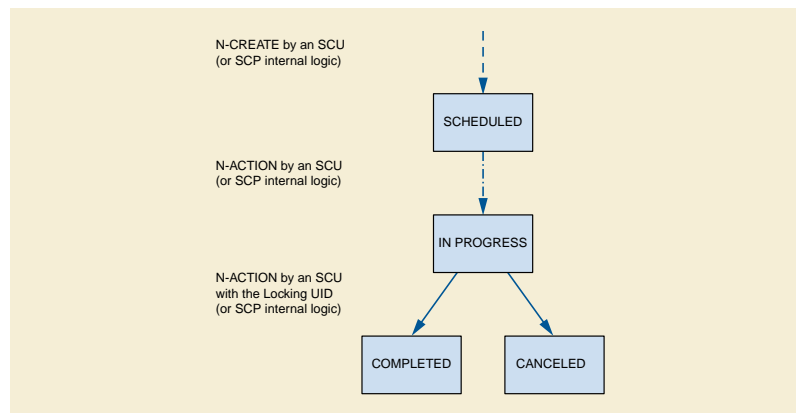 N-CREATE by an SCU
(or SCP internal logic)
SCHEDULED
N-ACTION by an SCU
(or SCP internal logic)
IN PROGRESS
N-ACTION by an SCU
with the Locking UID
(or SCP internal logic)
COMPLETED
CANCELED